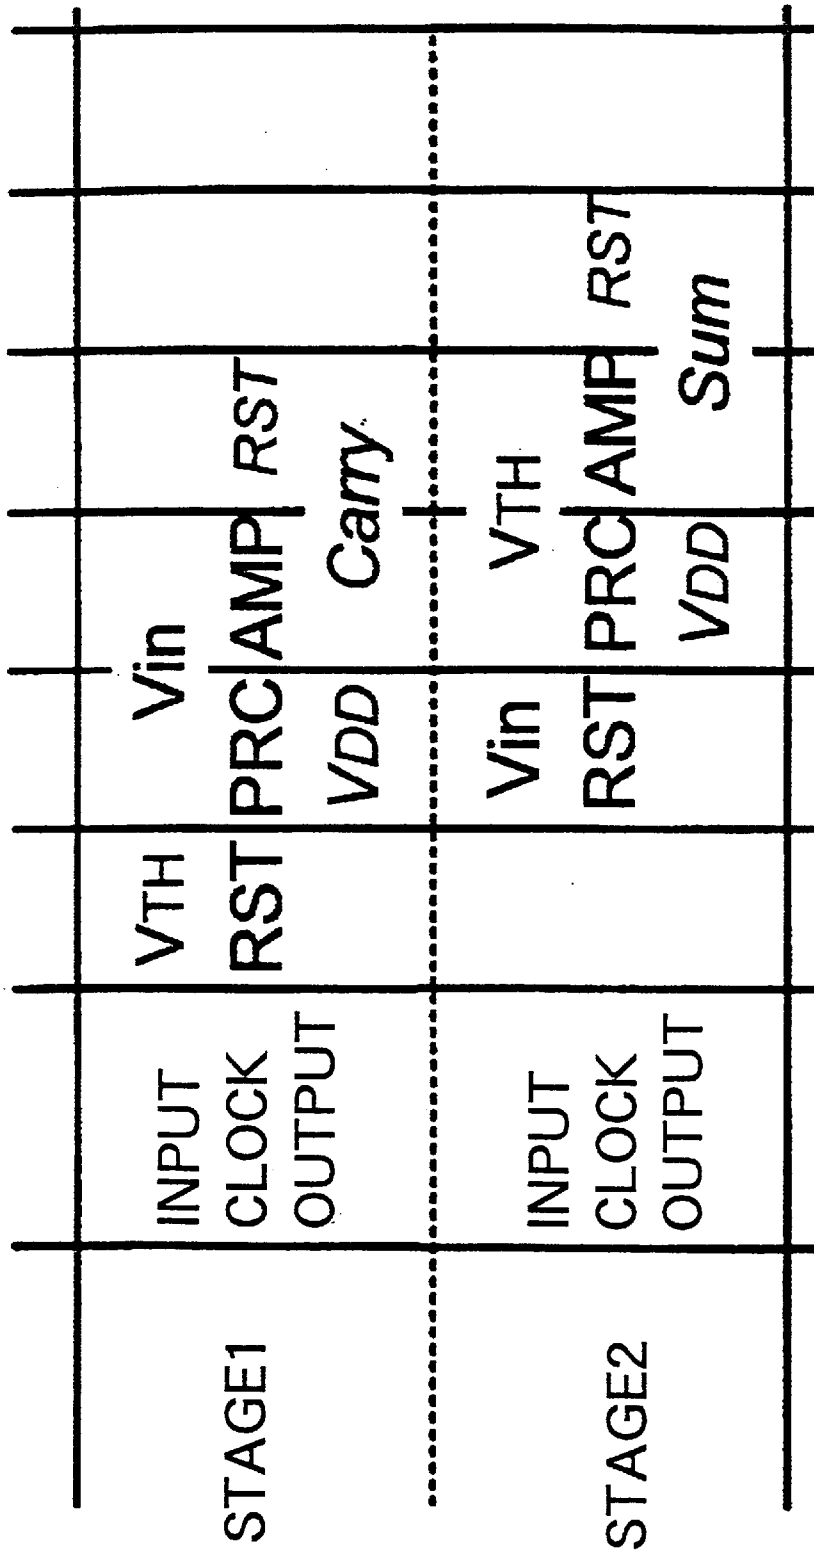 STAGE1
INPUT VTH Vin
CLOCK RST PRC AMP RST
OUTPUT VDD Carry
STAGE2
INPUT Vin VTH
CLOCK RST PRC AMP RST
OUTPUT VDD Sum